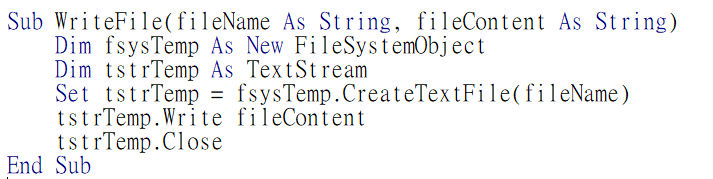 Sub WriteFile(fileName As String, fileContent As String)
    Dim fsysTemp As New FileSystemObject
    Dim tstrTemp As TextStream
    Set tstrTemp = fsysTemp.CreateTextFile(fileName)
    tstrTemp.Write fileContent
    tstrTemp.Close
End Sub